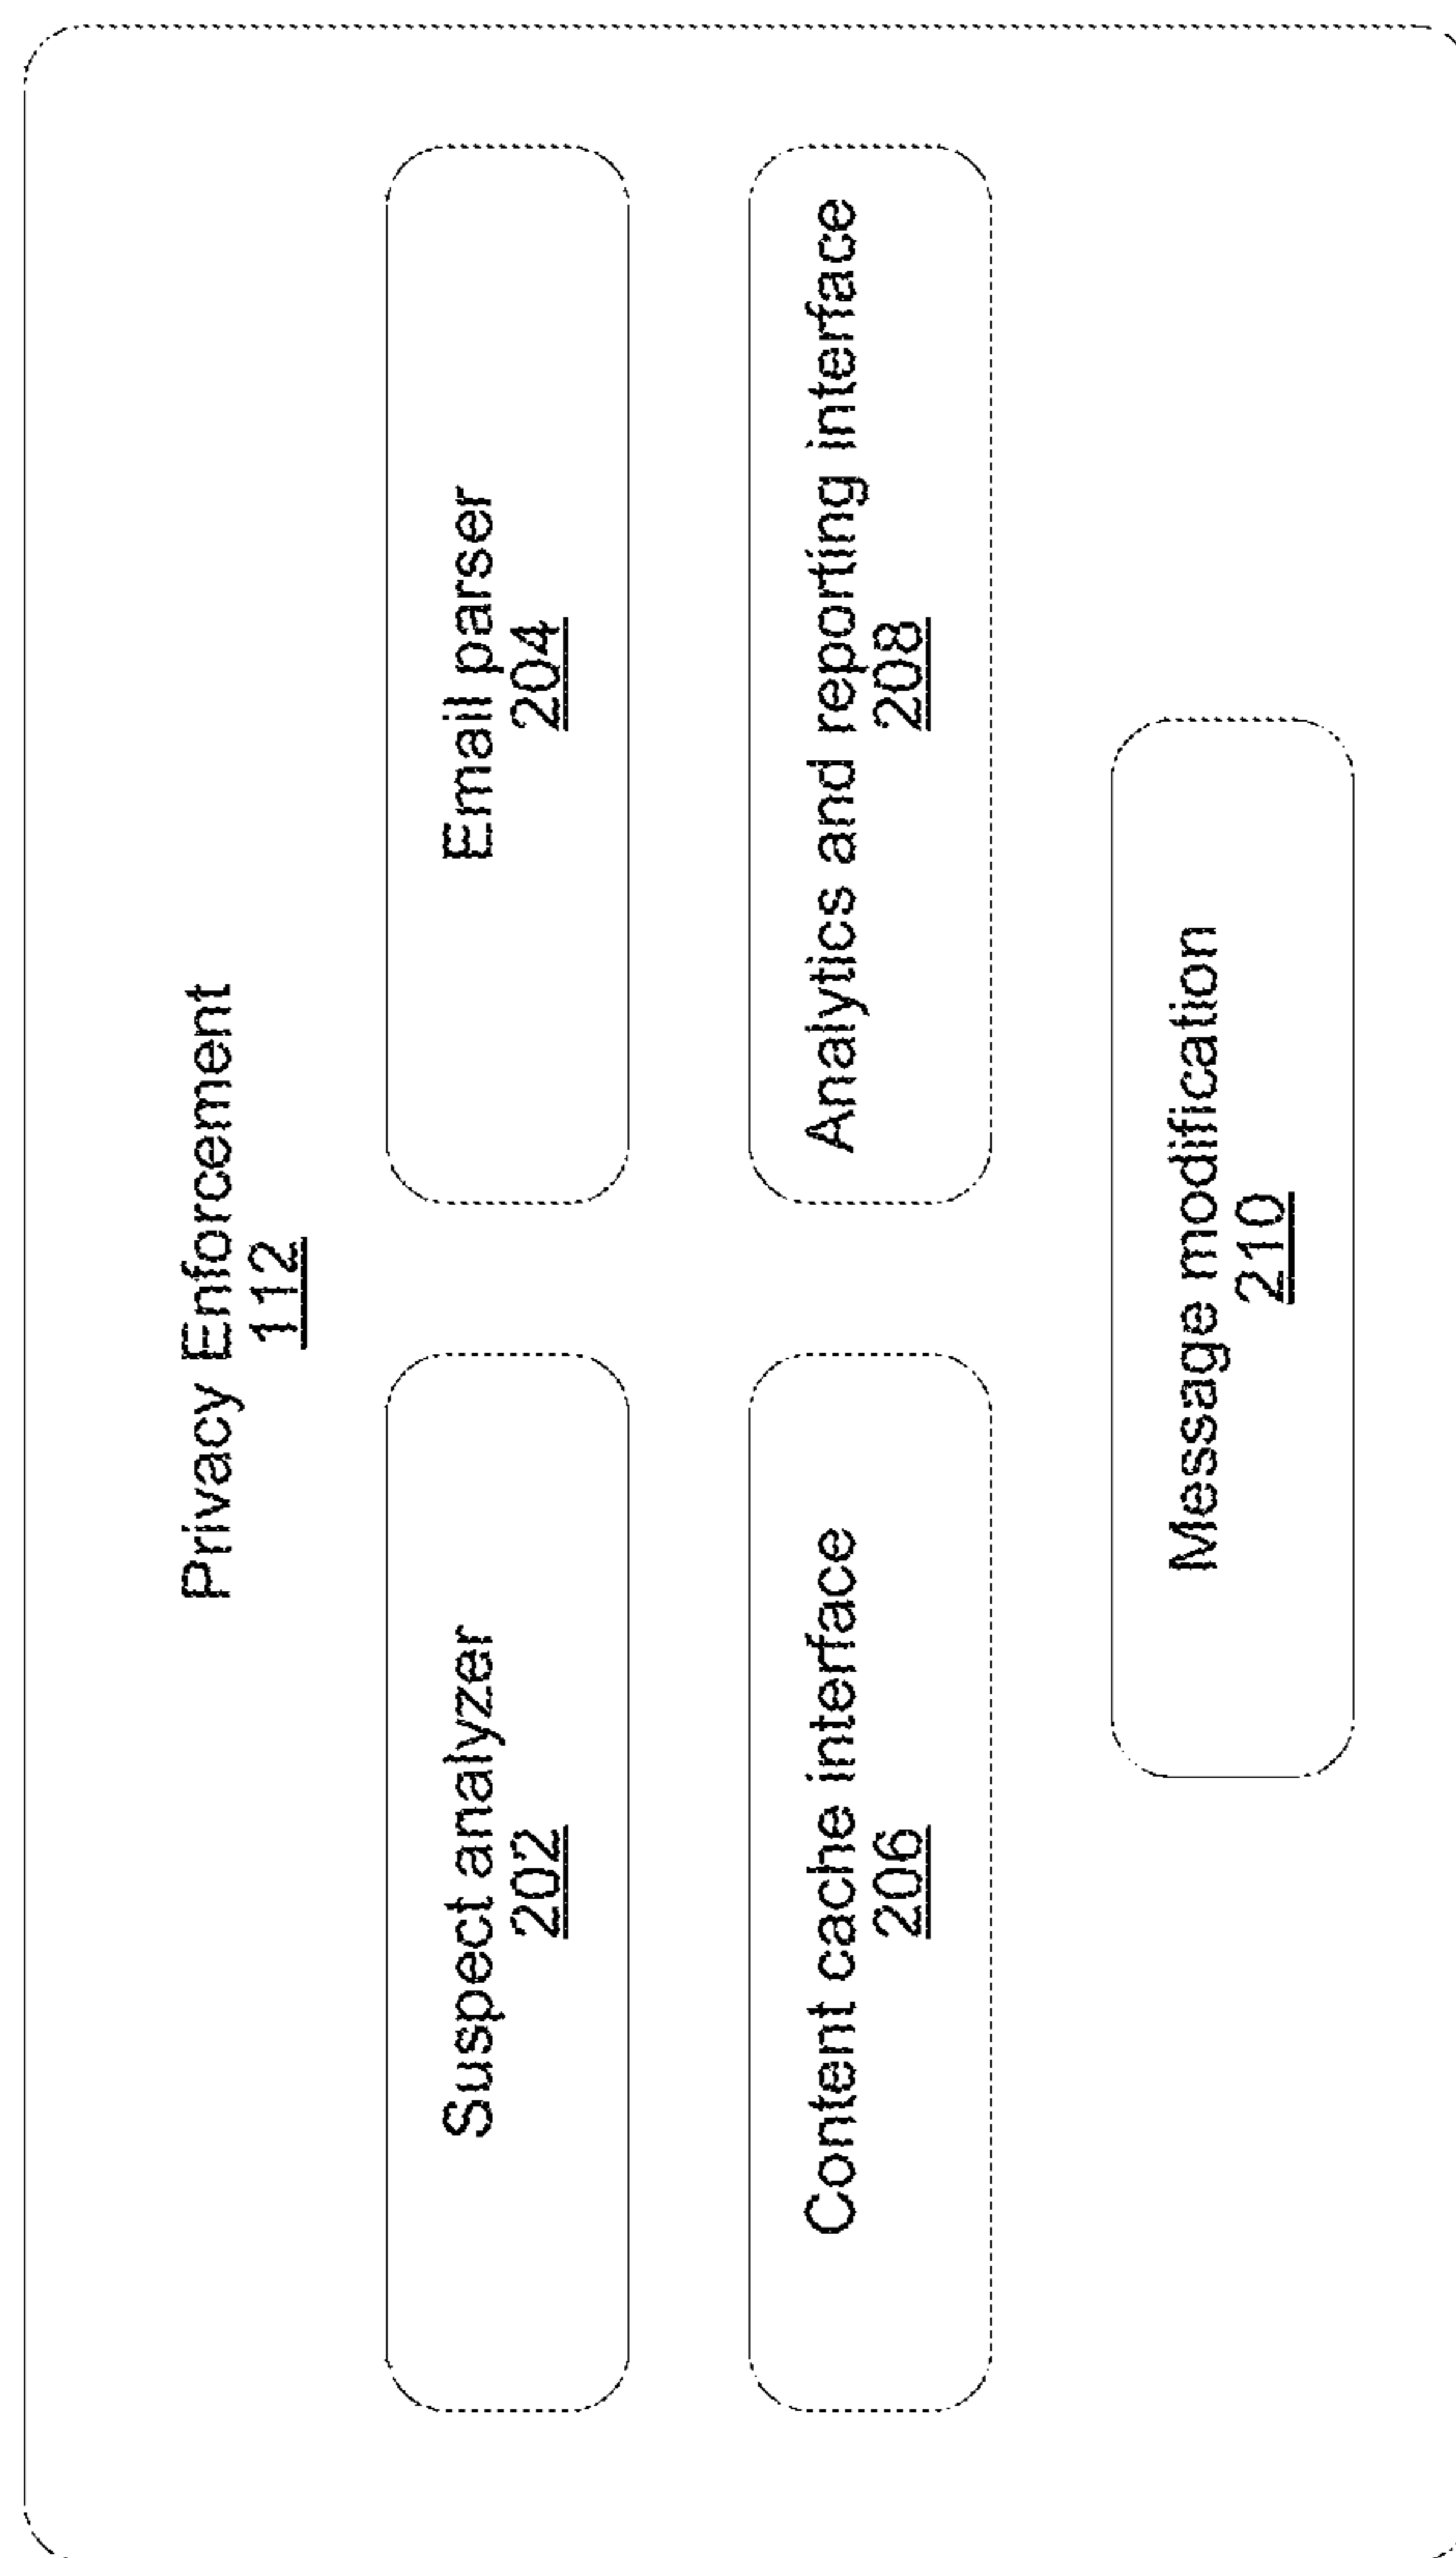 Privacy Enforcement
112
Suspect analyzer
202
Email parser
204
Content cache interface
206
Analytics and reporting interface
208
Message modification
210